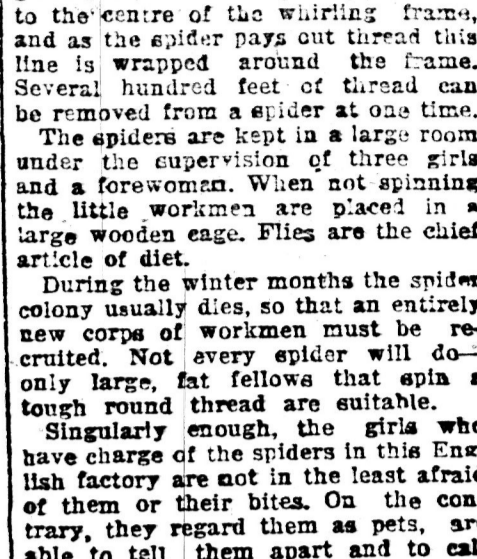 to the centre of the whirling frame,
and as the spider pays out thread this
line is wrapped around the frame.
Several hundred feet of thread can
be removed from a spider at one time.
The spiders are kept in a large room
under the supervision of three girls
and a forewoman. When not spinning
the little workmen are placed in a
large wooden cage. Flies are the chief
article of diet.
During the winter months the spider
colony usually dies, so that an entirely
new corps of workmen must be re-
cruited. Not every spider will do—
only large, fat fellows that spin a
tough round thread are suitable.
Singularly enough, the girls who
have charge of the spiders in this Eng
lish factory are not in the least afraid
of them or their bites. On the con
trary, they regard them as pets, ar
able to tell them apart and to cal